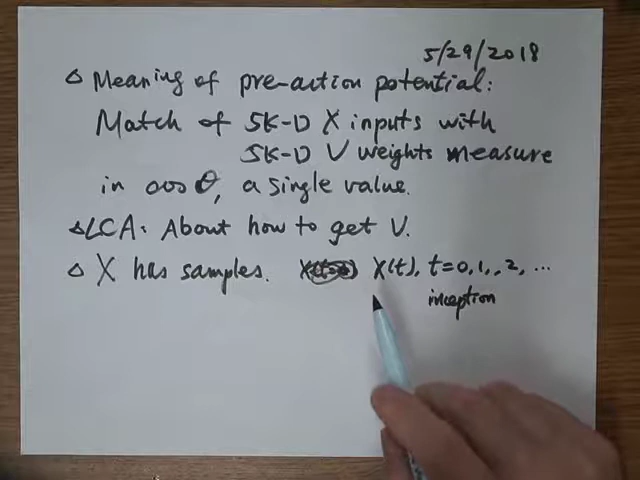 5/29/2018
△ Meaning of pre-action potential:
Match of 5K-D X inputs with
5K-D V weights measure
in cos θ, a single value.
△ LCA: About how to get V.
△ X has samples. X(t), t=0,1,,2,...
inception